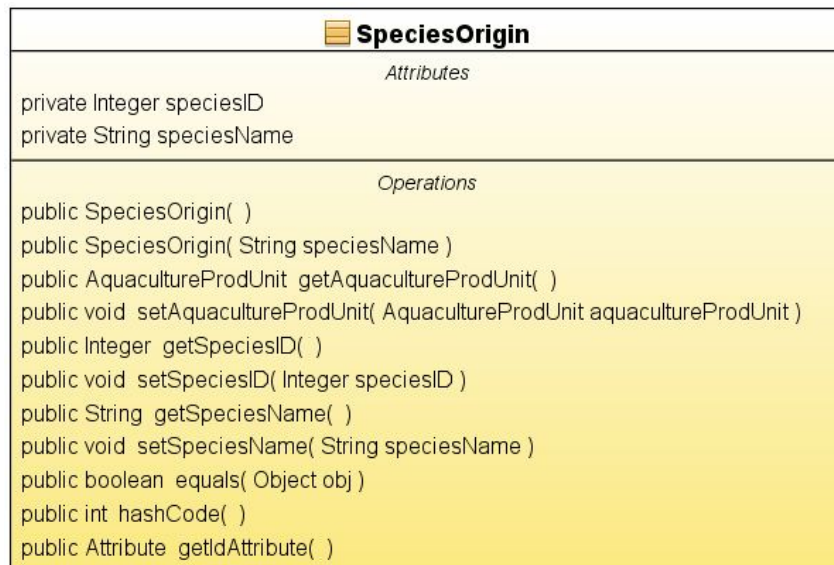 SpeciesOrigin
Attributes
private Integer speciesID
private String speciesName
Operations
public SpeciesOrigin( )
public SpeciesOrigin( String speciesName )
public AquacultureProdUnit getAquacultureProdUnit( )
public void setAquacultureProdUnit( AquacultureProdUnit aquacultureProdUnit )
public Integer getSpeciesID( )
public void setSpeciesID( Integer speciesID )
public String getSpeciesName( )
public void setSpeciesName( String speciesName )
public boolean equals( Object obj )
public int hashCode( )
public Attribute getIdAttribute( )